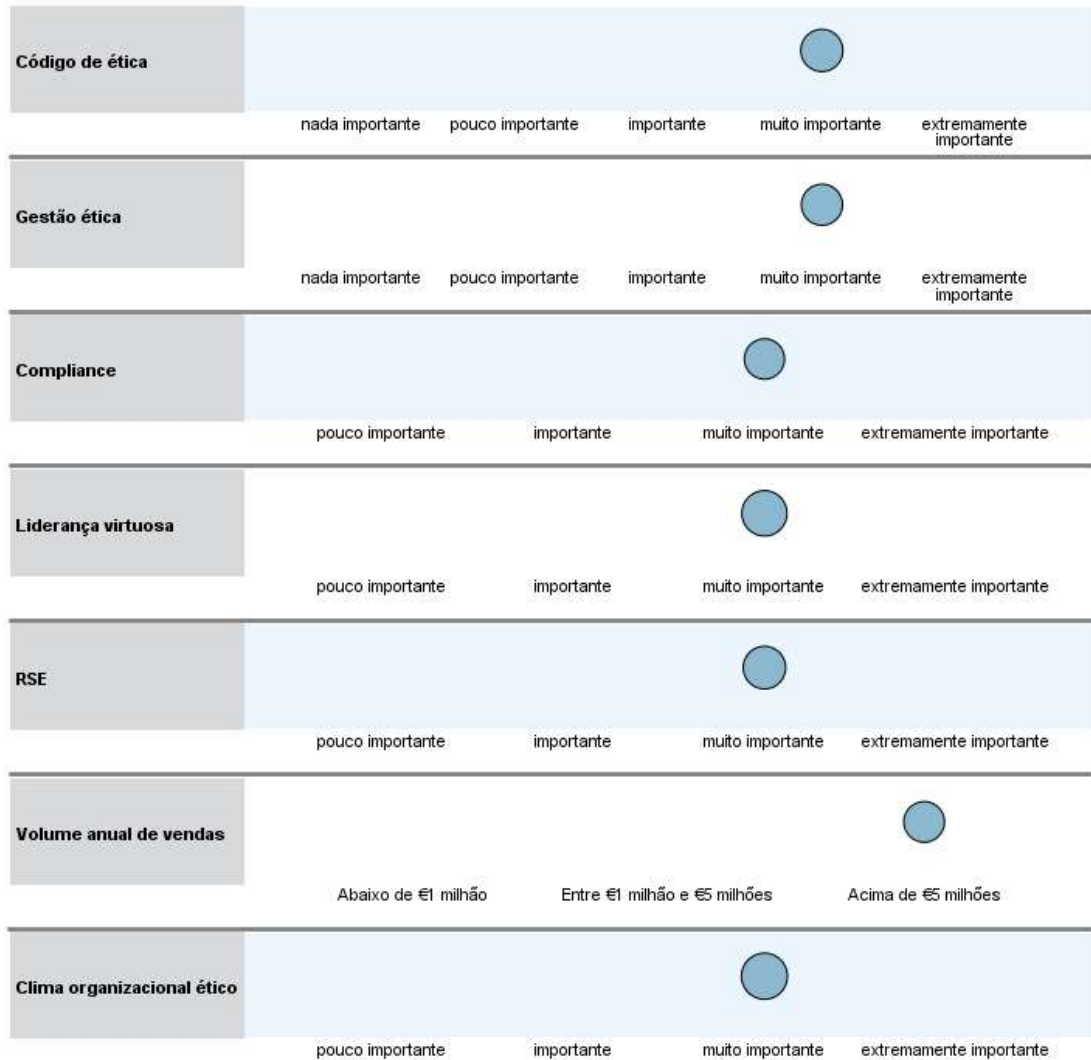 Código de ética
nada importante pouco importante importante muito importante extremamente
importante
Gestão ética
nada importante pouco importante importante muito importante extremamente
importante
Compliance
pouco importante importante muito importante extremamente importante
Liderança virtuosa
pouco importante importante muito importante extremamente importante
RSE
pouco importante importante muito importante extremamente importante
Volume anual de vendas
Abaixo de €1 milhão Entre €1 milhão e €5 milhões Acima de €5 milhões
Clima organizacional ético
pouco importante importante muito importante extremamente importante